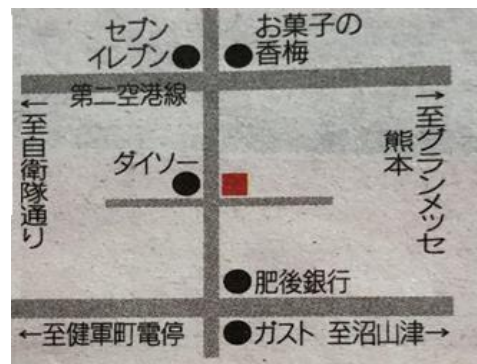 セブン
イレブン
お菓子の
香梅
第二空港線
←至自衛隊通り
→至グランメッセ
熊本
ダイソー
肥後銀行
←至健軍町電停
ガスト
至沼山津→